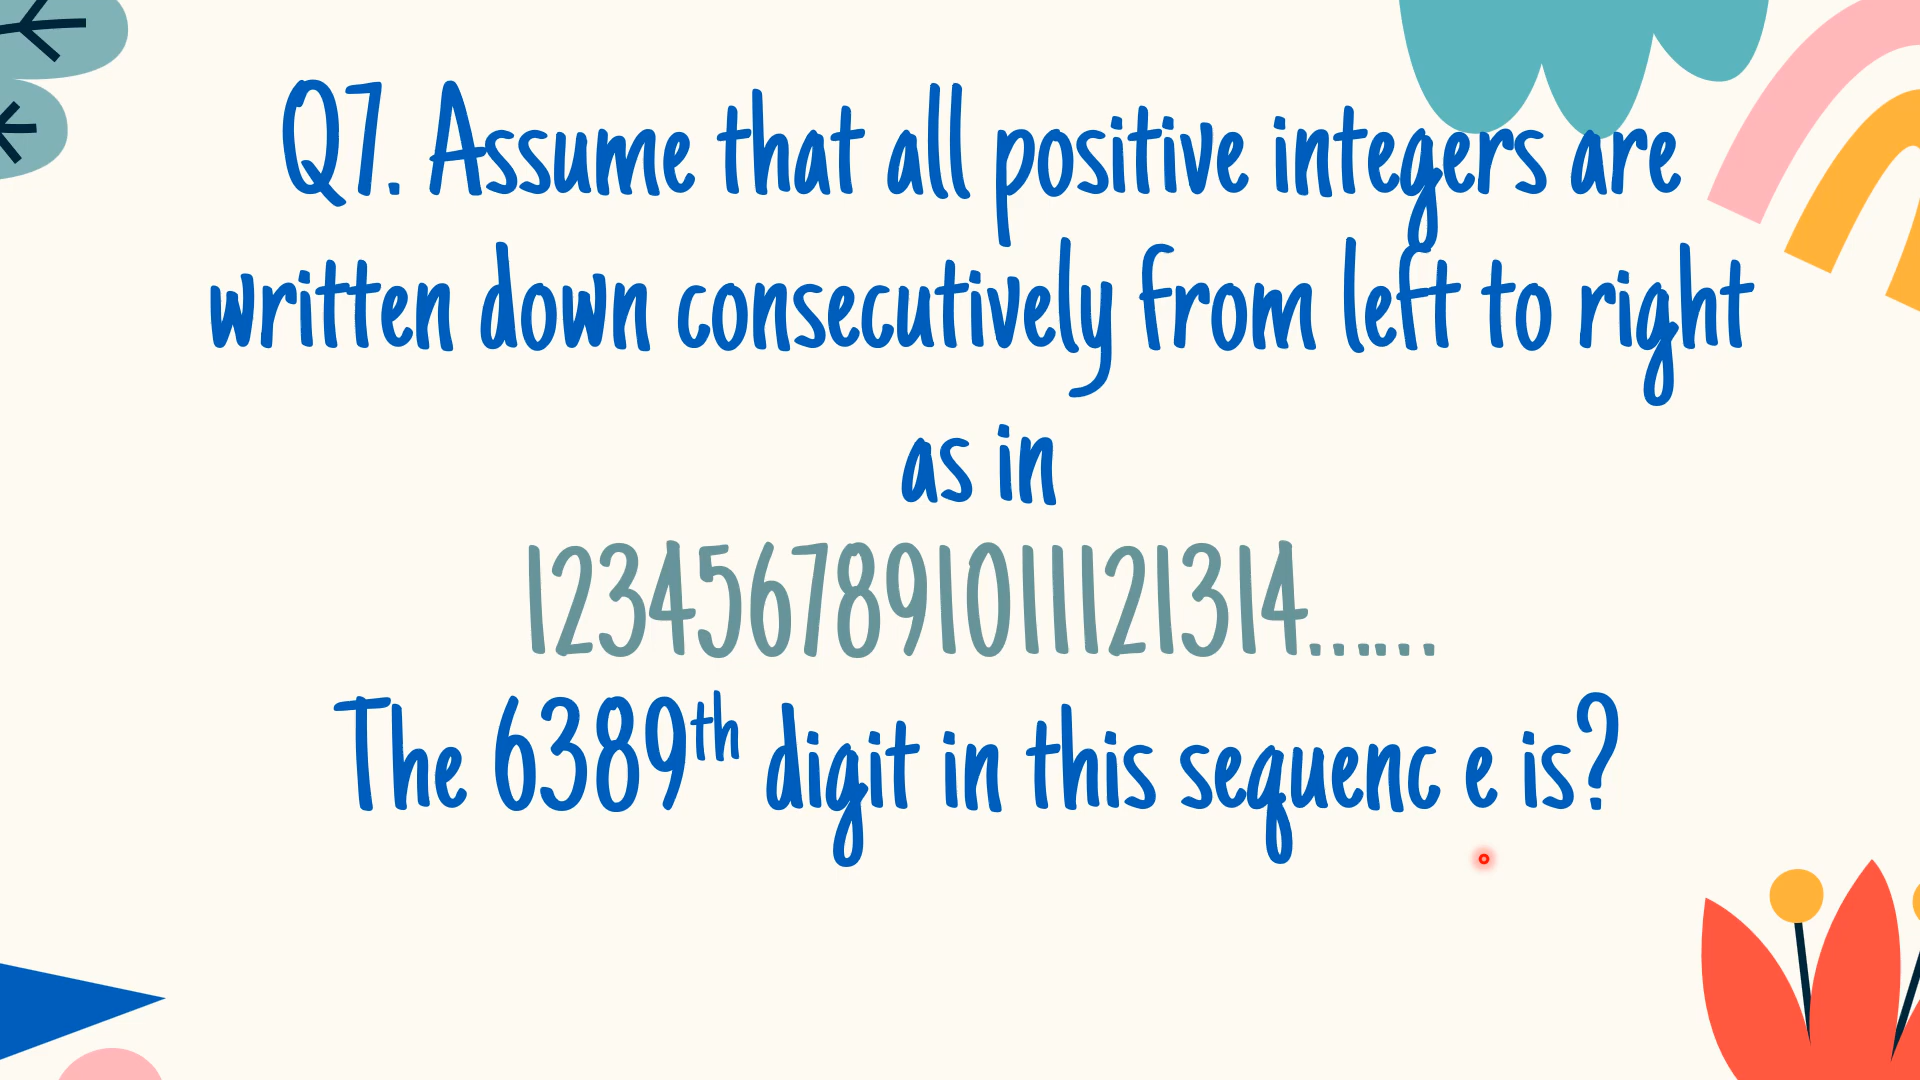 Q7. Assume that all positive integers are
written down consecutively from left to right
as in
1234567891011121314......
The 6389th digit in this sequenc e is?